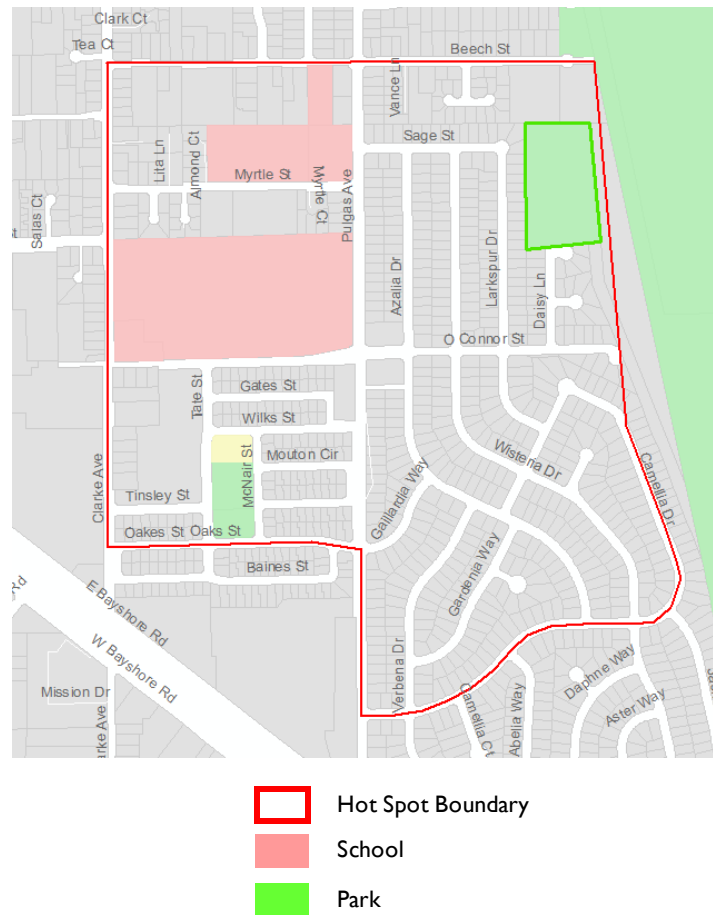 Clark Ct
Tea Ct
Beech St
Vance Ln
Sage St
Lita Ln
Almond Ct
Myrtle St
Myrtle Ct
Pulgas Ave
Salas Ct
Azalia Dr
Larkspur Dr
Daisy Ln
O Connor St
Tate St
Gates St
Wilks St
Mouton Cir
McNair St
Clarke Ave
Tinsley St
Oakes St
Oaks St
Baines St
Gaillardia Way
Wisteria Dr
Camellia Dr
Gardenia Way
Verbena Dr
Camellia Ct
Abelia Way
Daphne Way
Aster Way
E Bayshore Rd
W Bayshore Rd
Rd
Mission Dr
arke Ave
Hot Spot Boundary
School
Park